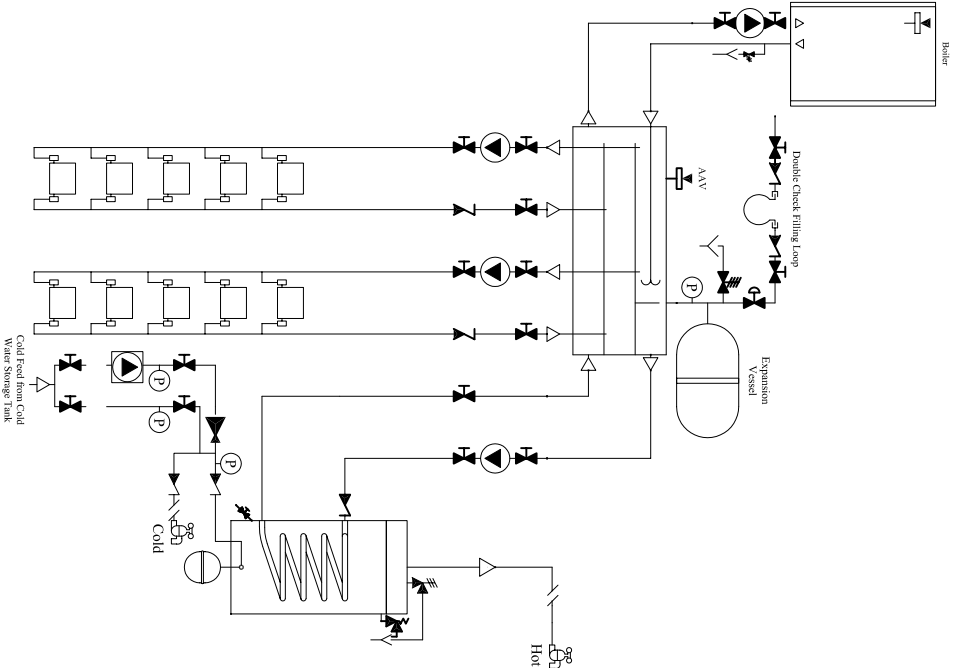 Boiler
Double Check Filling Loop
AAV
P
Expansion
Vessel
P
P
P
Cold Feed from Cold
Water Storage Tank
Cold
Hot